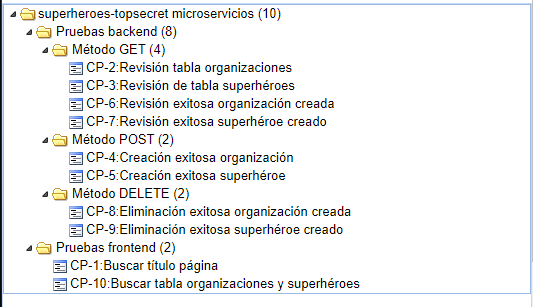 superheroes-topsecret microservicios (10)
Pruebas backend (8)
Método GET (4)
CP-2:Revisión tabla organizaciones
CP-3:Revisión de tabla superhéroes
CP-6:Revisión exitosa organización creada
CP-7:Revisión exitosa superhéroe creado
Método POST (2)
CP-4:Creación exitosa organización
CP-5:Creación exitosa superhéroe
Método DELETE (2)
CP-8:Eliminación exitosa organización creada
CP-9:Eliminación exitosa superhéroe creado
Pruebas frontend (2)
CP-1:Buscar título página
CP-10:Buscar tabla organizaciones y superhéroes